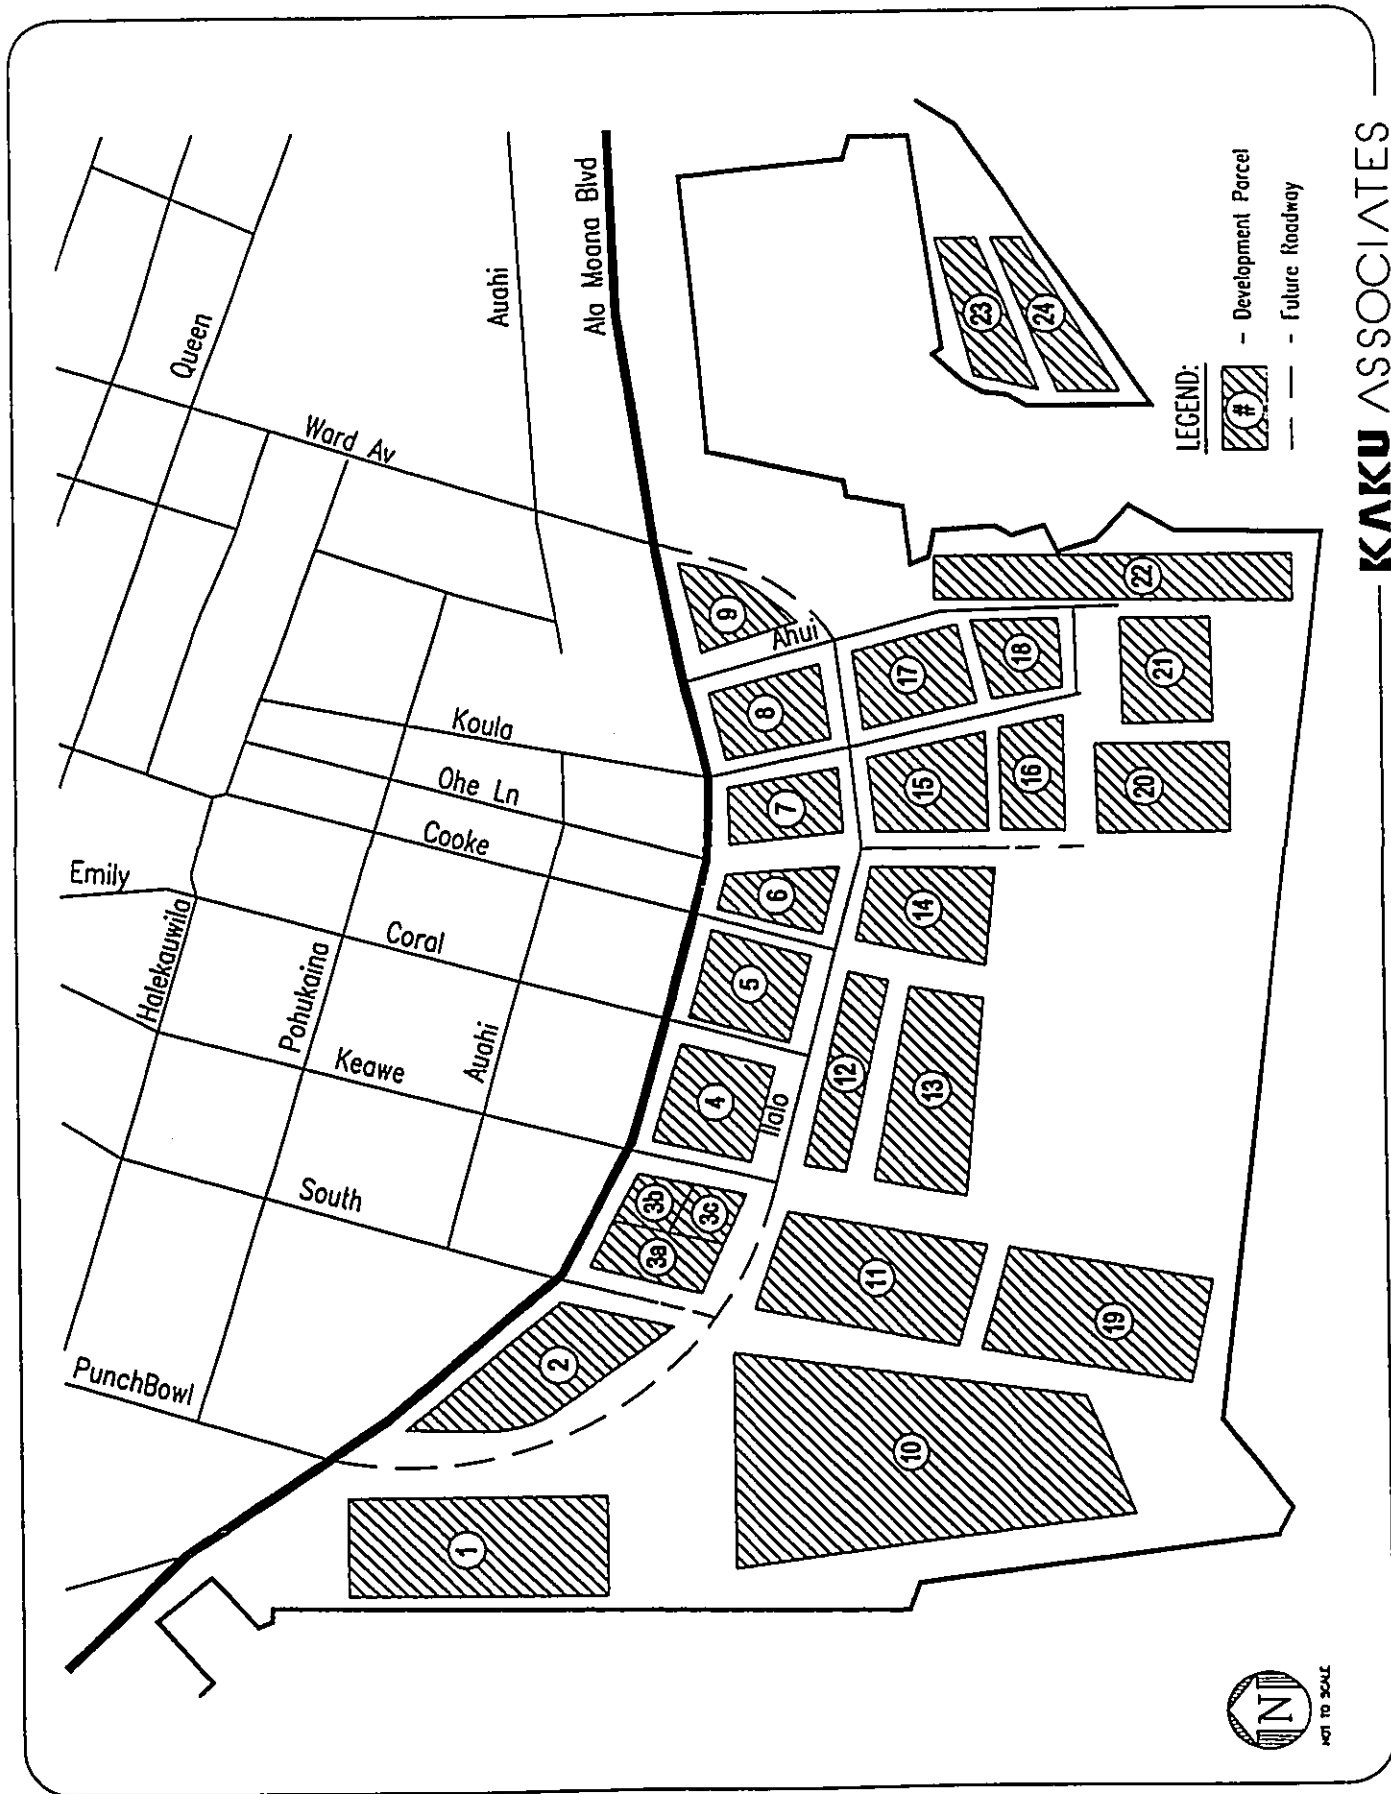 Queen
Ward Av
Auahi
Ala Moana Blvd
Koula
Ohe Ln
Cooke
Emily
Halekauwila
Coral
Pohukaina
Keawe
Auahi
South
PunchBowl
Ahui
Ilalo
1
2
3a
3b
3c
4
5
6
7
8
9
10
11
12
13
14
15
16
17
18
19
20
21
22
23
24
LEGEND:
# - Development Parcel
- Future Roadway
N
NOT TO SCALE
KAKU ASSOCIATES